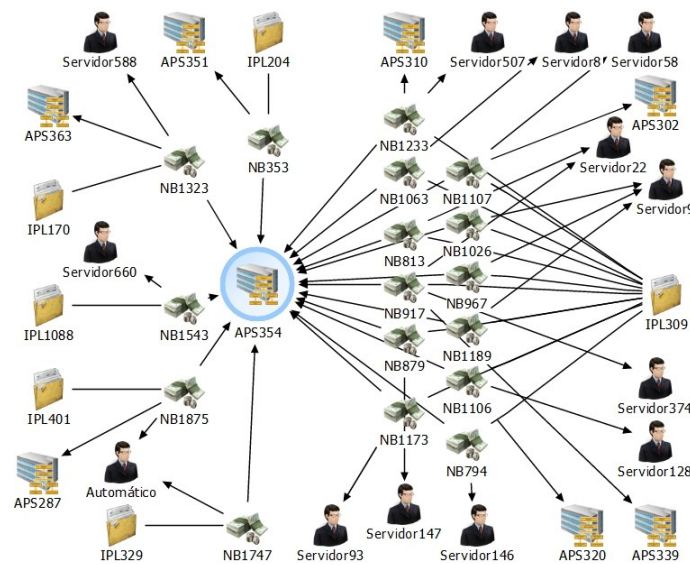 Servidor588
APS351
IPL204
APS310
Servidor507
Servidor8
Servidor58
APS363
APS302
NB1323
NB353
NB1233
Servidor22
IPL170
NB1063
NB1107
Servidor9
Servidor660
NB813
NB1026
IPL1088
NB1543
APS354
NB917
NB967
IPL309
IPL401
NB1875
NB879
NB1189
Servidor374
APS287
Automático
NB1173
NB1106
Servidor128
NB794
IPL329
NB1747
Servidor93
Servidor147
Servidor146
APS320
APS339